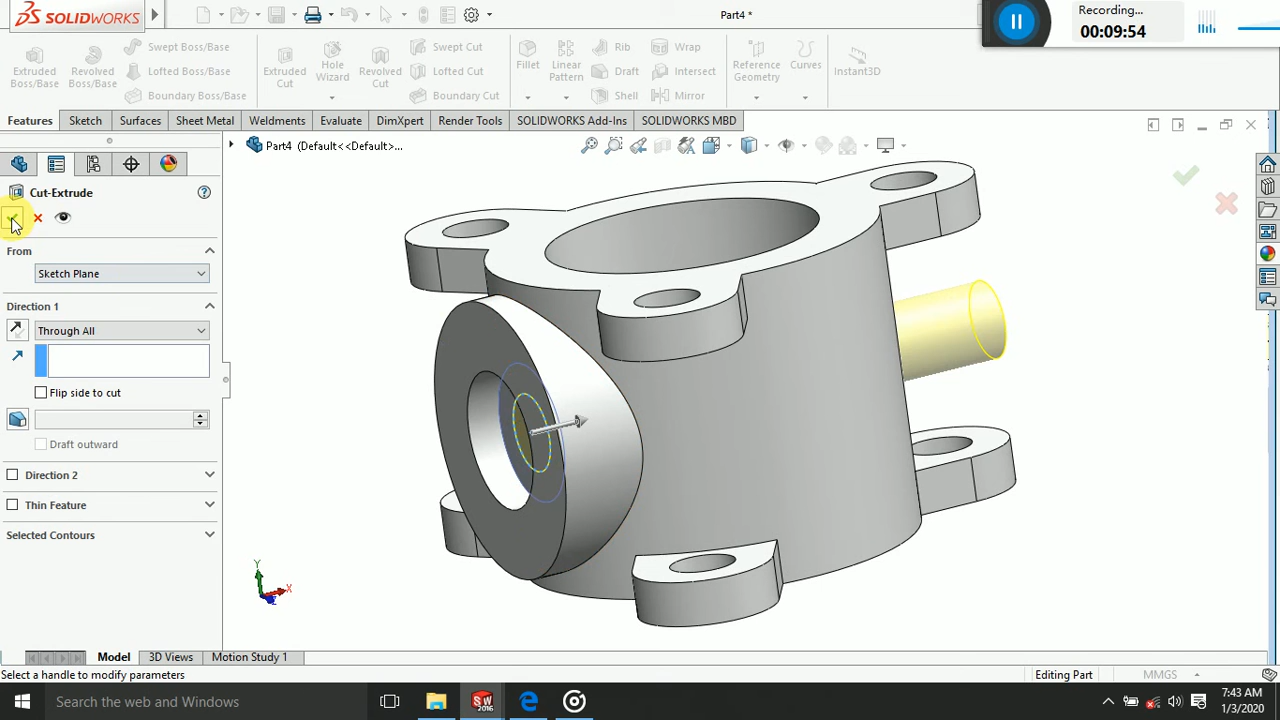 SOLIDWORKS
Part4 *
Recording...
00:09:54
Extruded Boss/Base
Revolved Boss/Base
Swept Boss/Base
Lofted Boss/Base
Boundary Boss/Base
Extruded Cut
Hole Wizard
Revolved Cut
Swept Cut
Lofted Cut
Boundary Cut
Fillet
Linear Pattern
Rib
Draft
Shell
Wrap
Intersect
Mirror
Reference Geometry
Curves
Instant3D
Features
Sketch
Surfaces
Sheet Metal
Weldments
Evaluate
DimXpert
Render Tools
SOLIDWORKS Add-Ins
SOLIDWORKS MBD
Part4 (Default<<Default>...
Cut-Extrude
From
Sketch Plane
Direction 1
Through All
Flip side to cut
Draft outward
Direction 2
Thin Feature
Selected Contours
Y
X
Z
Model
3D Views
Motion Study 1
Select a handle to modify parameters
Editing Part
MMGS
Search the web and Windows
SW
2016
7:43 AM
1/3/2020